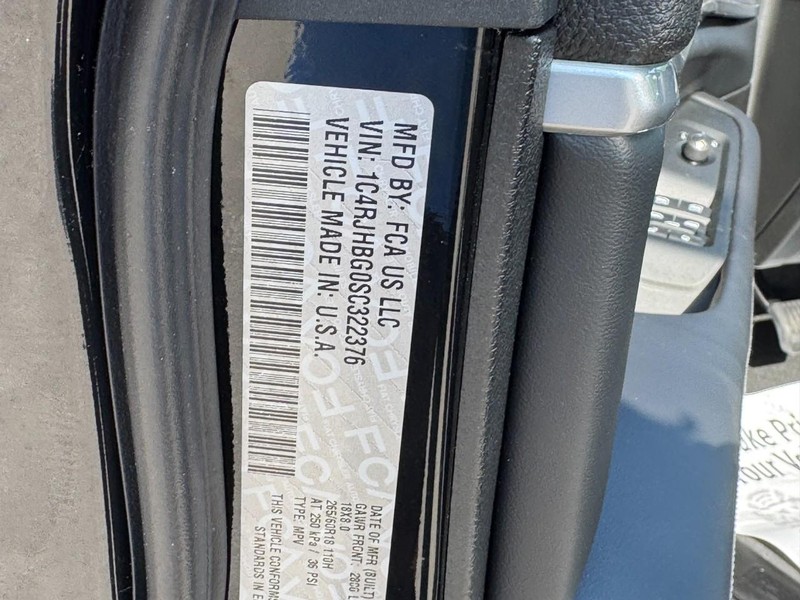 MFD BY: FCA US LLC
VIN: 1C4RJHBG0SC322376
VEHICLE MADE IN: U.S.A.
DATE OF MFR (BUILT)
GAWR FRONT:
18X8.0
265/60R18 110H
AT 250 kPa / 36 PSI
TYPE: MPV
THIS VEHICLE CONFORMS
STANDARDS IN E